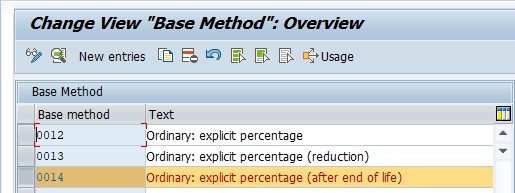 Change View "Base Method": Overview
New entries Usage
Base Method
Base method Text
0012 Ordinary: explicit percentage
0013 Ordinary: explicit percentage (reduction)
0014 Ordinary: explicit percentage (after end of life)